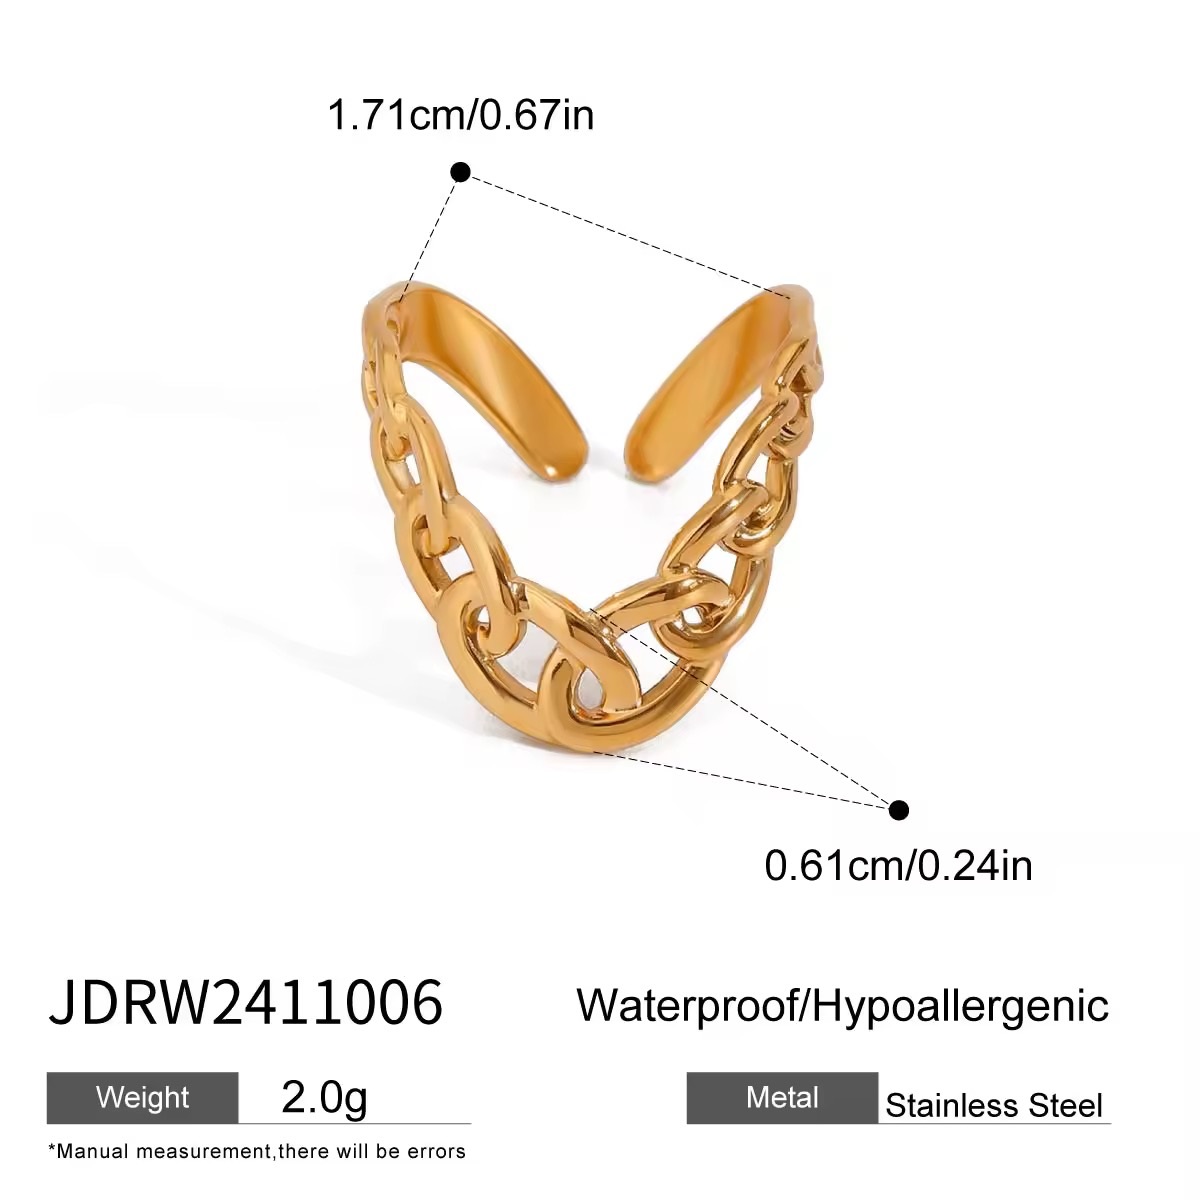 1.71cm/0.67in
0.61cm/0.24in
JDRW2411006
Waterproof/Hypoallergenic
Weight 2.0g
Metal Stainless Steel
*Manual measurement,there will be errors